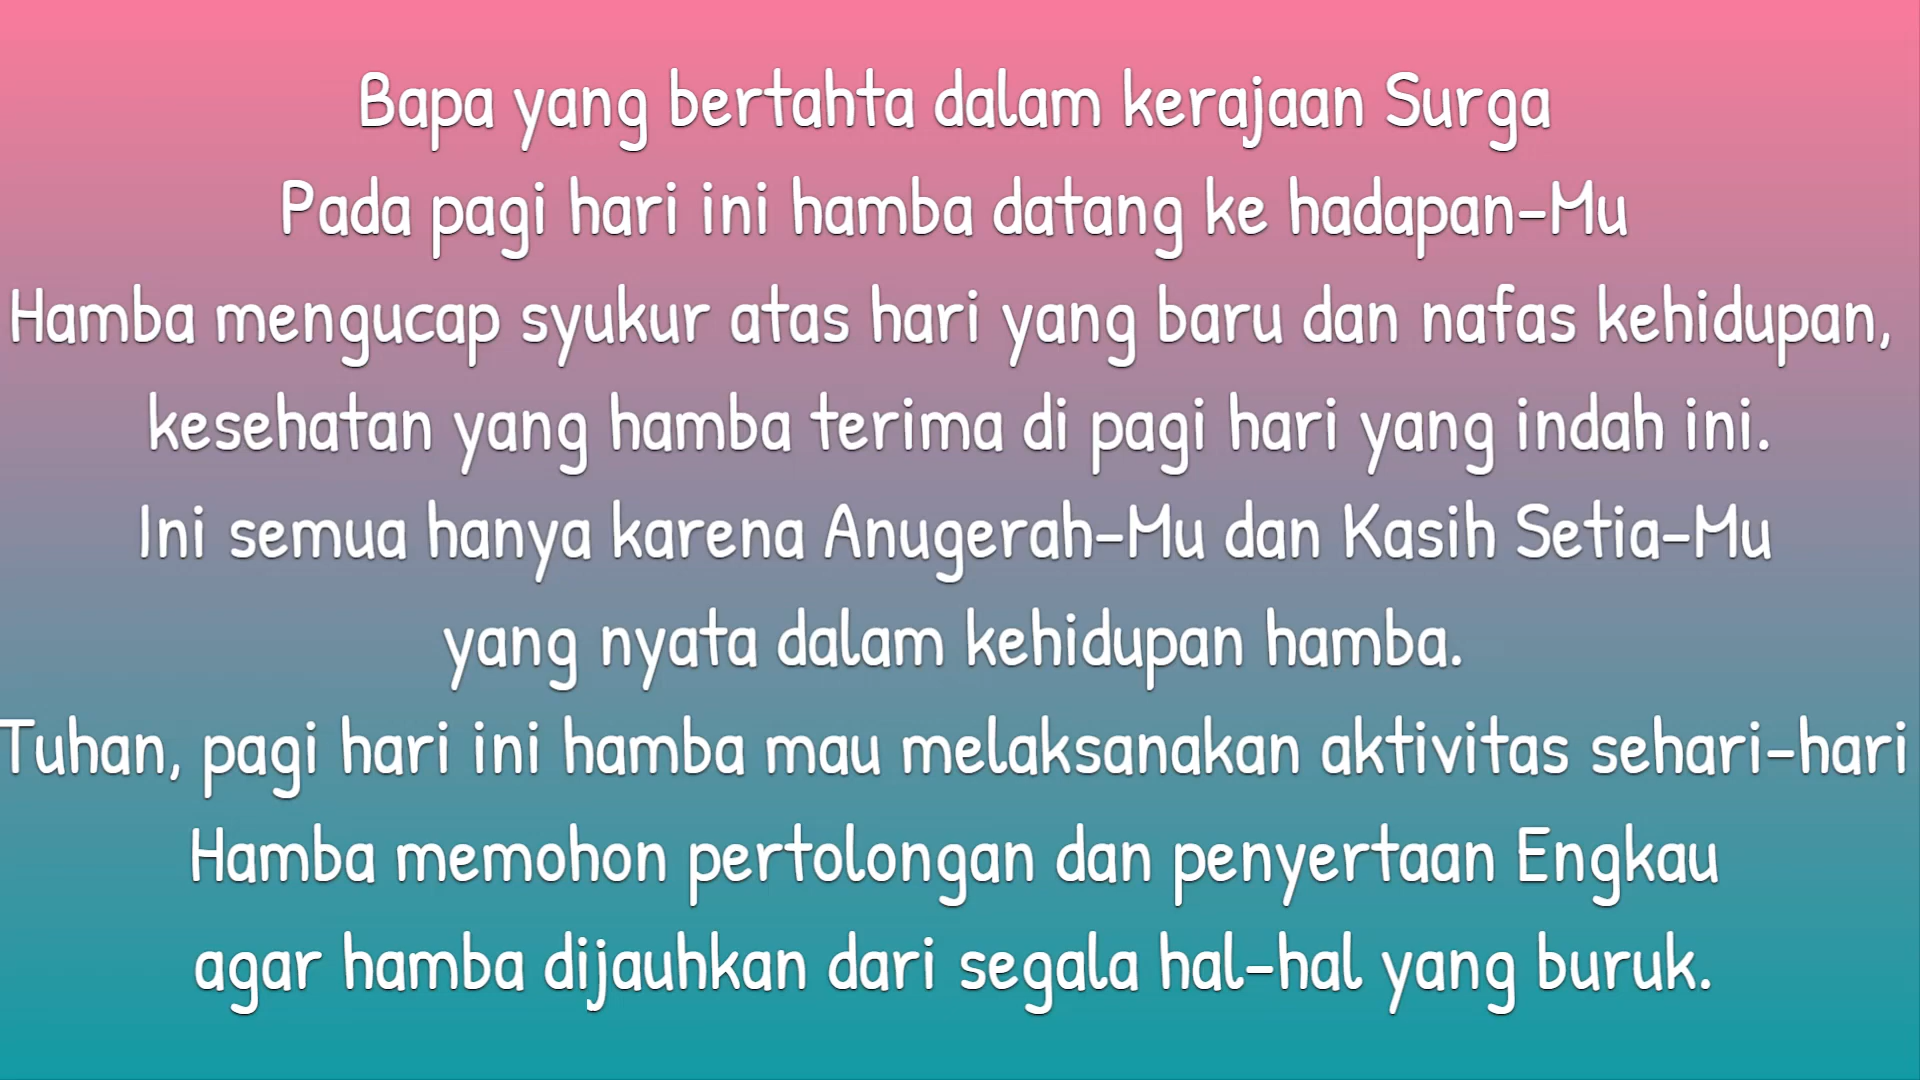 Bapa yang bertahta dalam kerajaan Surga
Pada pagi hari ini hamba datang ke hadapan-Mu
Hamba mengucap syukur atas hari yang baru dan nafas kehidupan,
kesehatan yang hamba terima di pagi hari yang indah ini.
Ini semua hanya karena Anugerah-Mu dan Kasih Setia-Mu
yang nyata dalam kehidupan hamba.
Tuhan, pagi hari ini hamba mau melaksanakan aktivitas sehari-hari
Hamba memohon pertolongan dan penyertaan Engkau
agar hamba dijauhkan dari segala hal-hal yang buruk.